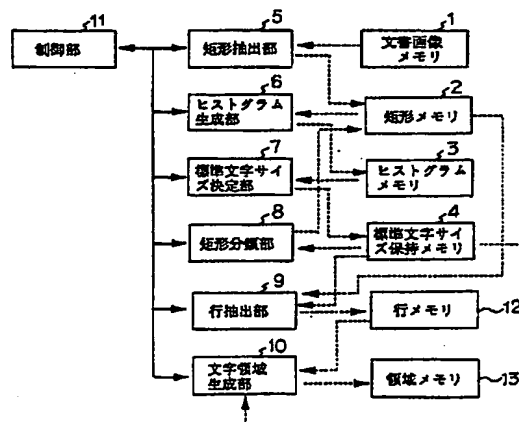 11
制御部
5
矩形抽出部
1
文書画像
メモリ
6
ヒストグラム
生成部
2
矩形メモリ
7
標準文字サイ
ズ決定部
3
ヒストグラム
メモリ
8
矩形分類部
4
標準文字サイ
ズ保持メモリ
9
行抽出部
行メモリ
12
10
文字領域
生成部
領域メモリ
13